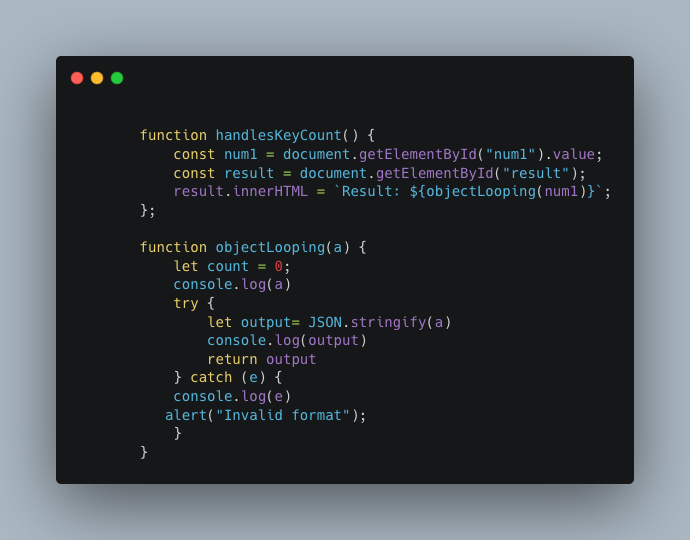 function handlesKeyCount() {
    const num1 = document.getElementById("num1").value;
    const result = document.getElementById("result");
    result.innerHTML = `Result: ${objectLooping(num1)}`;
};

function objectLooping(a) {
    let count = 0;
    console.log(a)
    try {
        let output= JSON.stringify(a)
        console.log(output)
        return output
    } catch (e) {
    console.log(e)
   alert("Invalid format");
    }
}